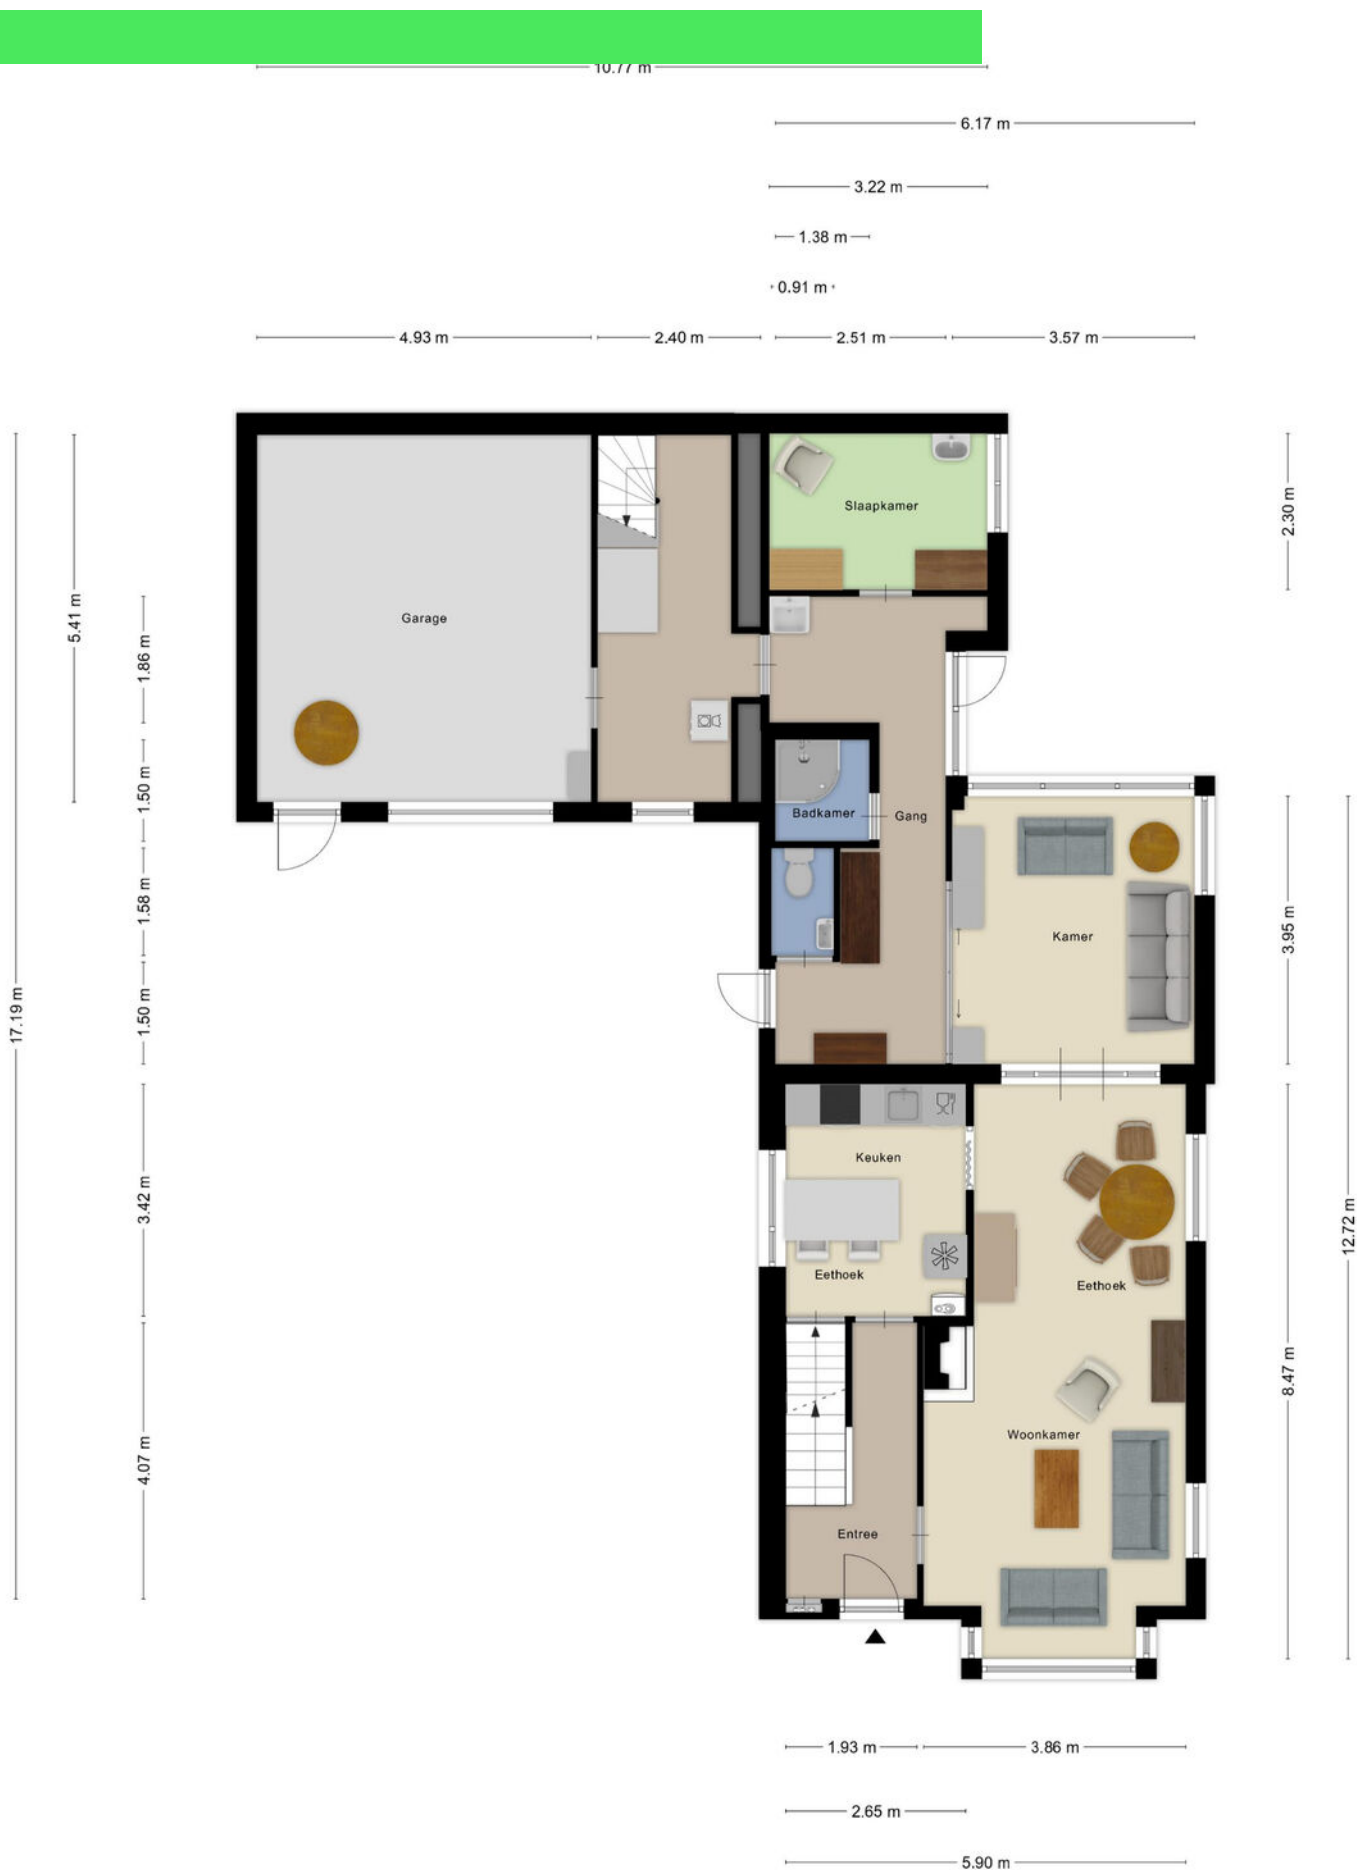 10.77 m
6.17 m
3.22 m
1.38 m
0.91 m
4.93 m
2.40 m
2.51 m
3.57 m
17.19 m
5.41 m
1.86 m
1.50 m
1.58 m
1.50 m
3.42 m
4.07 m
Slaapkamer
Garage
Badkamer
Gang
Kamer
Keuken
Eethoek
Eethoek
Woonkamer
Entree
2.30 m
3.95 m
8.47 m
12.72 m
1.93 m
3.86 m
2.65 m
5.90 m